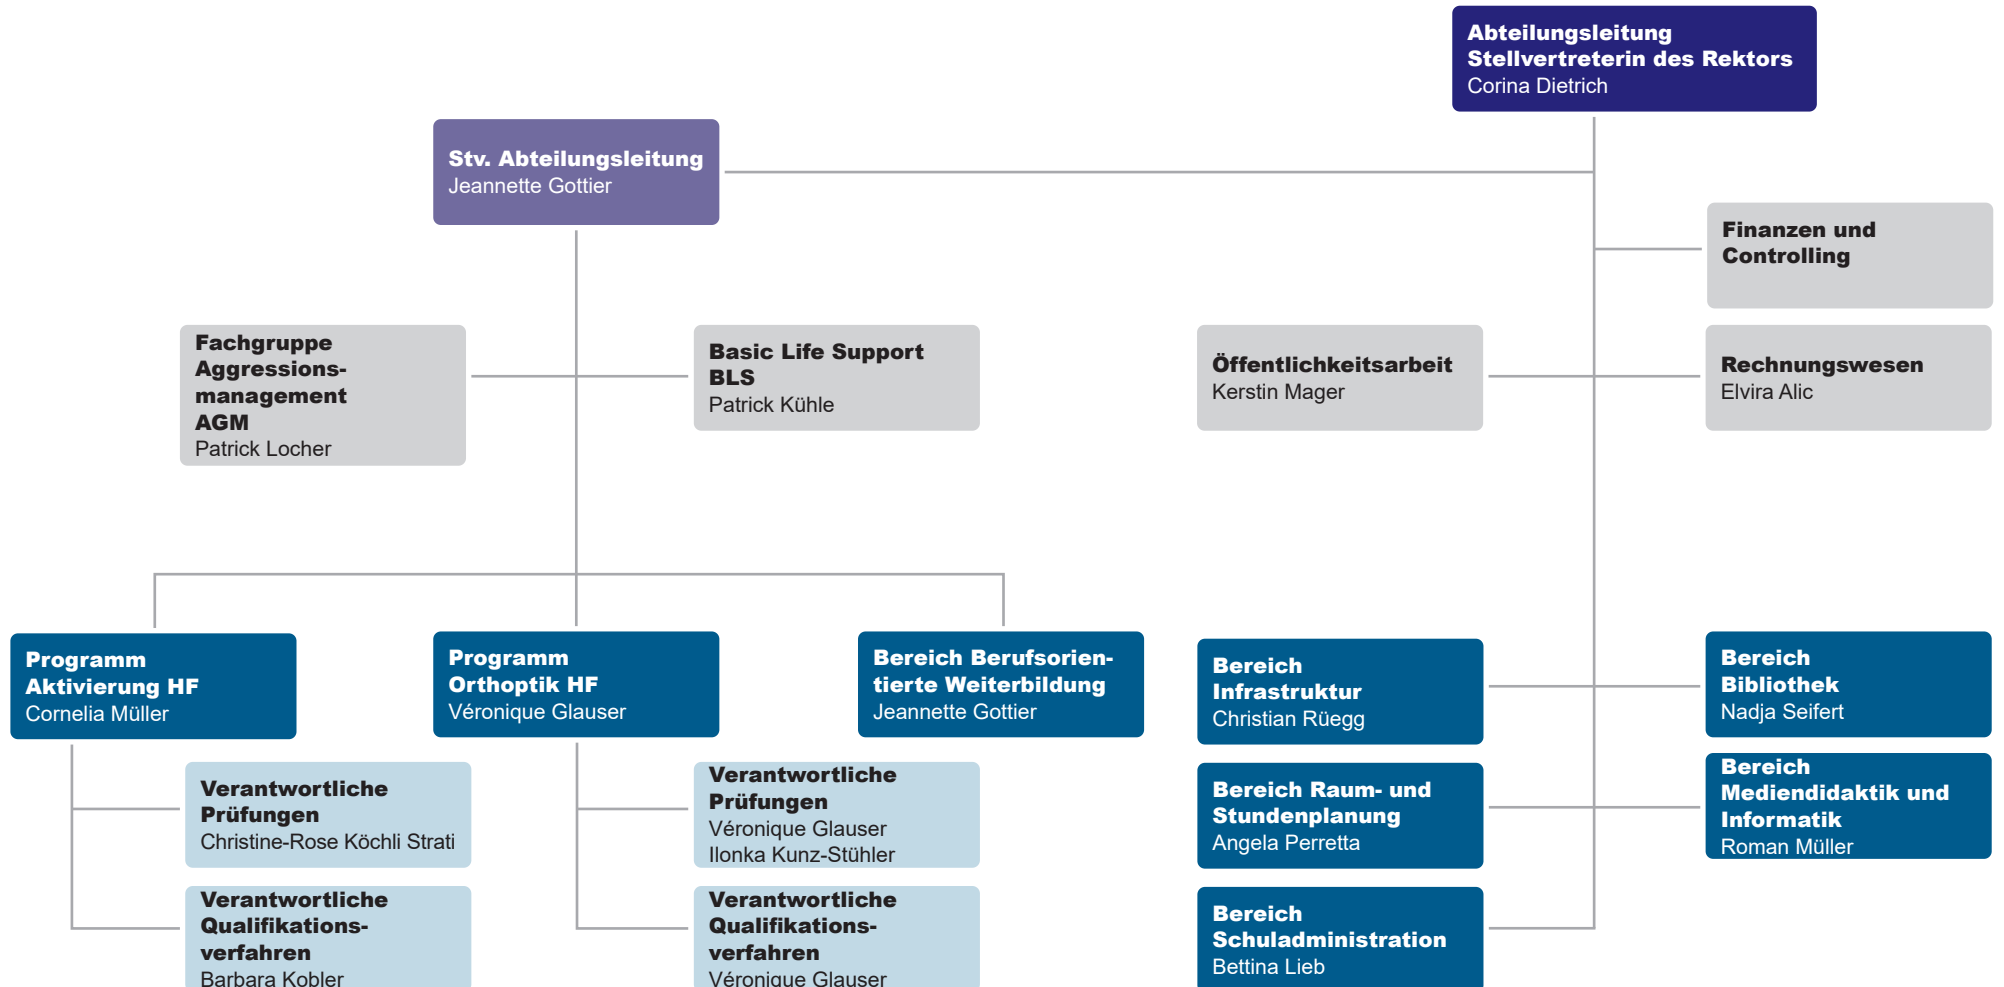 Abteilungsleitung
Stellvertreterin des Rektors
Corina Dietrich
Stv. Abteilungsleitung
Jeannette Gottier
Finanzen und
Controlling
Fachgruppe
Aggressions-
management
AGM
Patrick Locher
Basic Life Support
BLS
Patrick Kühle
Öffentlichkeitsarbeit
Kerstin Mager
Rechnungswesen
Elvira Alic
Programm
Aktivierung HF
Cornelia Müller
Programm
Orthoptik HF
Véronique Glauser
Bereich Berufsorien-
tierte Weiterbildung
Jeannette Gottier
Bereich
Infrastruktur
Christian Rüegg
Bereich
Bibliothek
Nadja Seifert
Verantwortliche
Prüfungen
Christine-Rose Köchli Strati
Verantwortliche
Prüfungen
Véronique Glauser
Ilonka Kunz-Stühler
Bereich Raum- und
Stundenplanung
Angela Perretta
Bereich
Mediendidaktik und
Informatik
Roman Müller
Verantwortliche
Qualifikations-
verfahren
Barbara Kobler
Verantwortliche
Qualifikations-
verfahren
Véronique Glauser
Bereich
Schuladministration
Bettina Lieb